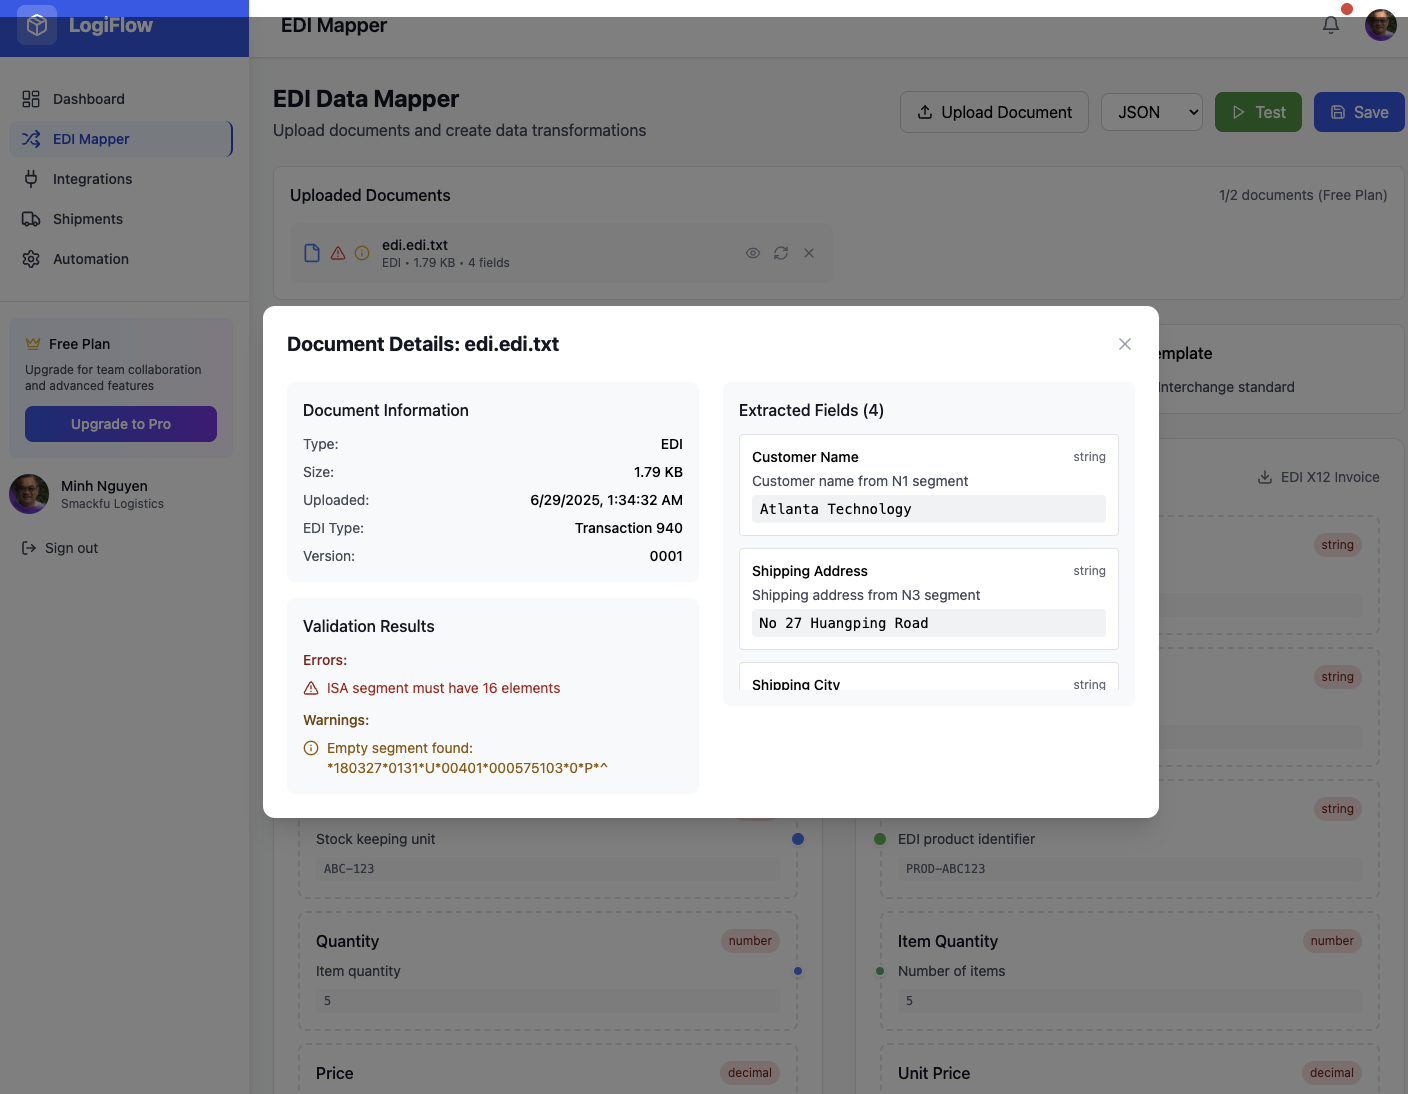 LogiFlow
EDI Mapper
Dashboard
EDI Mapper
Integrations
Shipments
Automation
Free Plan
Upgrade for team collaboration
and advanced features
Upgrade to Pro
Minh Nguyen
Smackfu Logistics
Sign out
EDI Data Mapper
Upload documents and create data transformations
Upload Document
JSON
Test
Save
Uploaded Documents
1/2 documents (Free Plan)
edi.edi.txt
EDI • 1.79 KB • 4 fields
Interchange standard
EDI X12 Invoice
string
string
string
Document Details: edi.edi.txt
Document Information
Type: EDI
Size: 1.79 KB
Uploaded: 6/29/2025, 1:34:32 AM
EDI Type: Transaction 940
Version: 0001
Validation Results
Errors:
ISA segment must have 16 elements
Warnings:
Empty segment found:
*180327*0131*U*00401*000575103*0*P*^
Extracted Fields (4)
Customer Name string
Customer name from N1 segment
Atlanta Technology
Shipping Address string
Shipping address from N3 segment
No 27 Huangping Road
Shipping City string
Stock keeping unit
ABC-123
Quantity number
Item quantity
5
Price decimal
EDI product identifier
PROD-ABC123
Item Quantity number
Number of items
5
Unit Price decimal